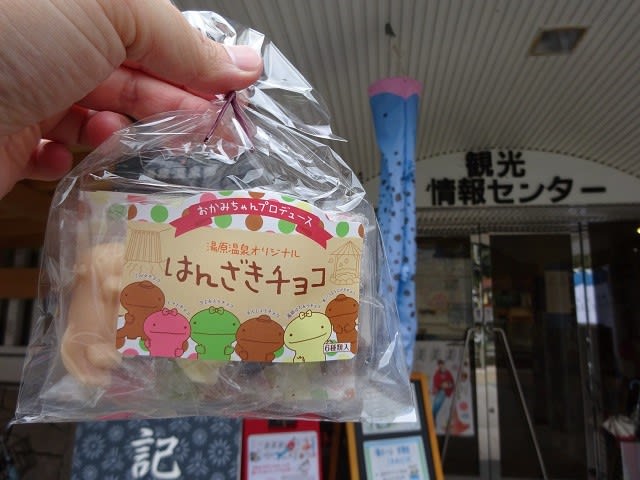 おかみちゃんプロデュース
湯原温泉オリジナル
はんざきチョコ
6種類入
観光
情報センター
記